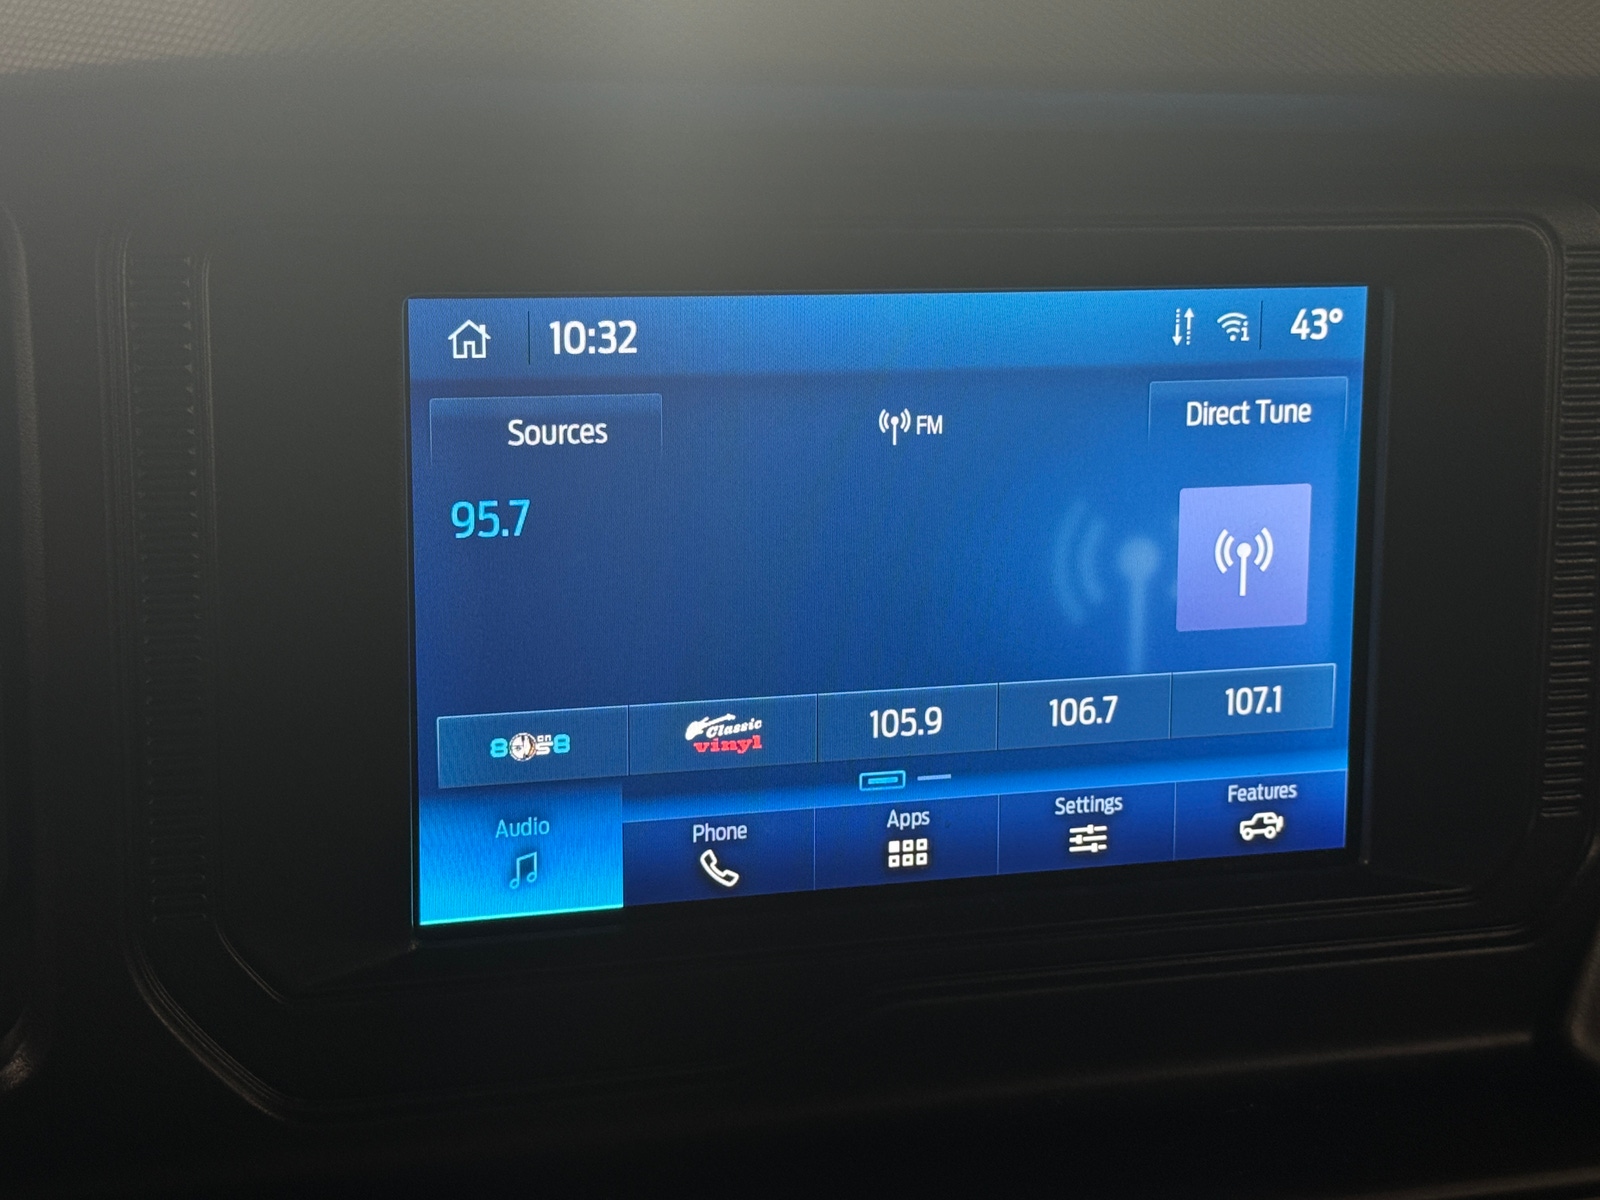 10:32
43°
Sources
FM
Direct Tune
95.7
80s on 8
Classic
vinyl
105.9
106.7
107.1
Audio
Phone
Apps
Settings
Features